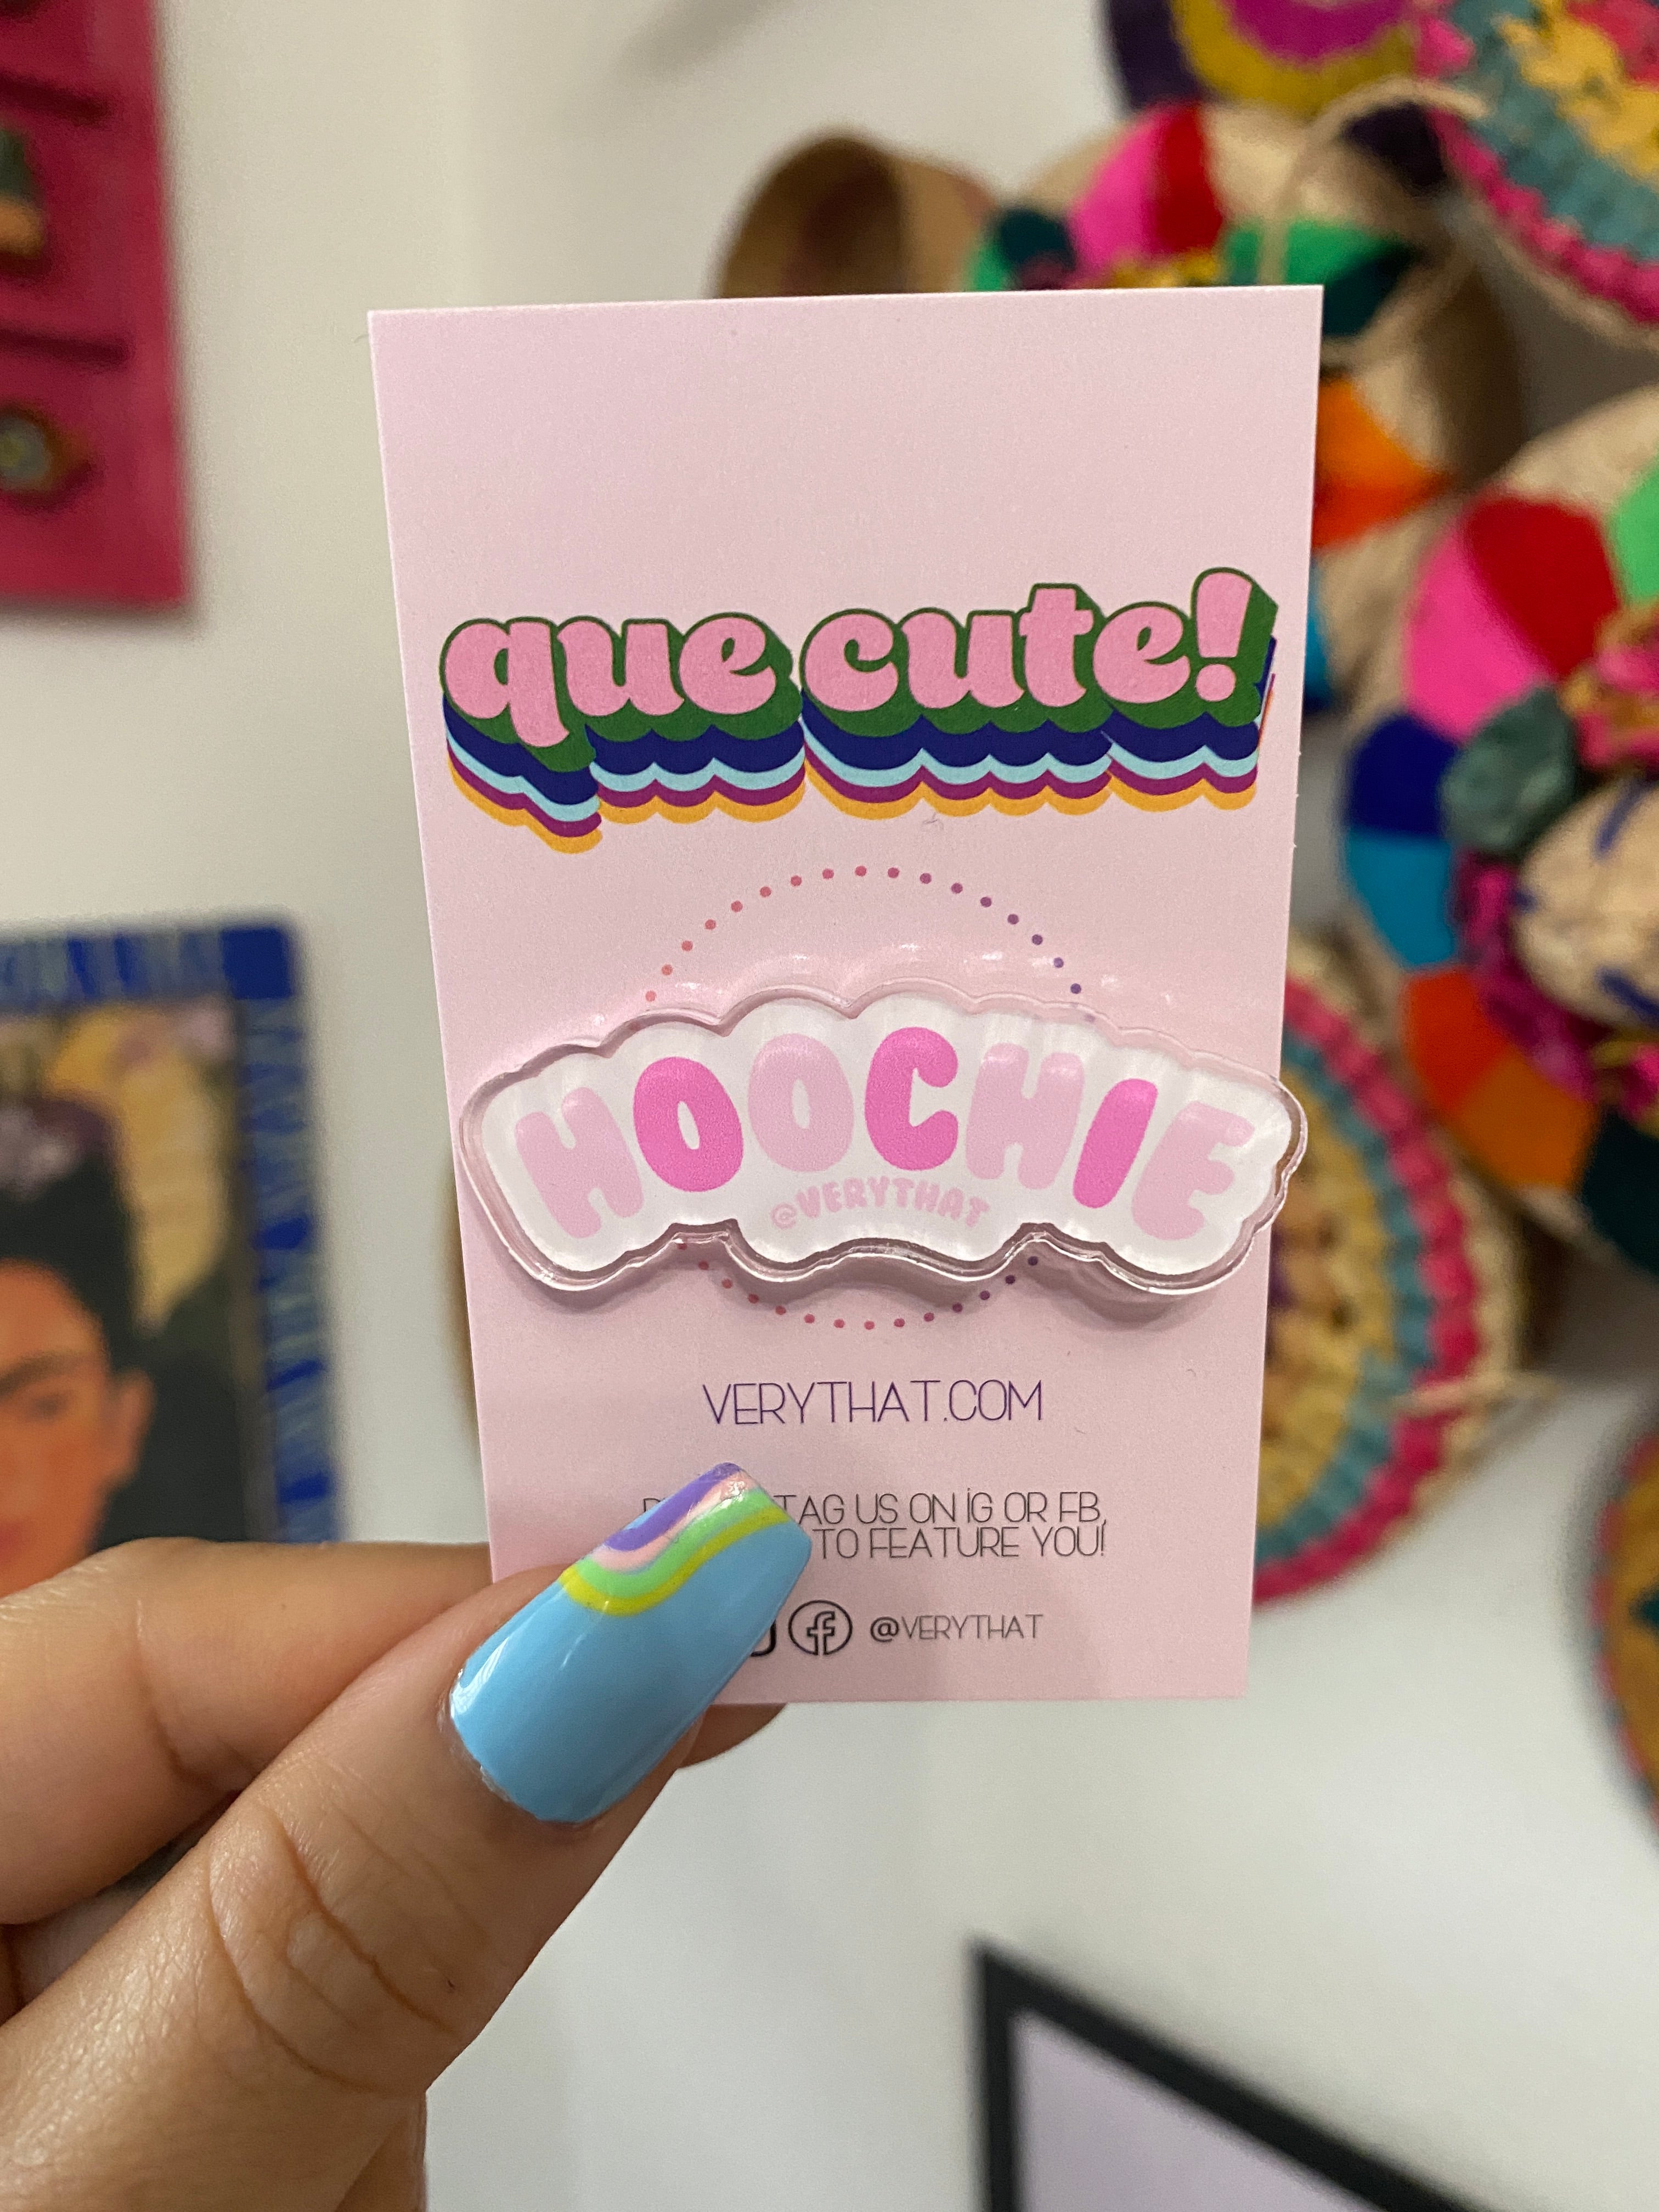 que cute!
HOOCHIE
@VERYTHAT
VERYTHAT.COM
TAG US ON IG OR FB,
TO FEATURE YOU!
@VERYTHAT